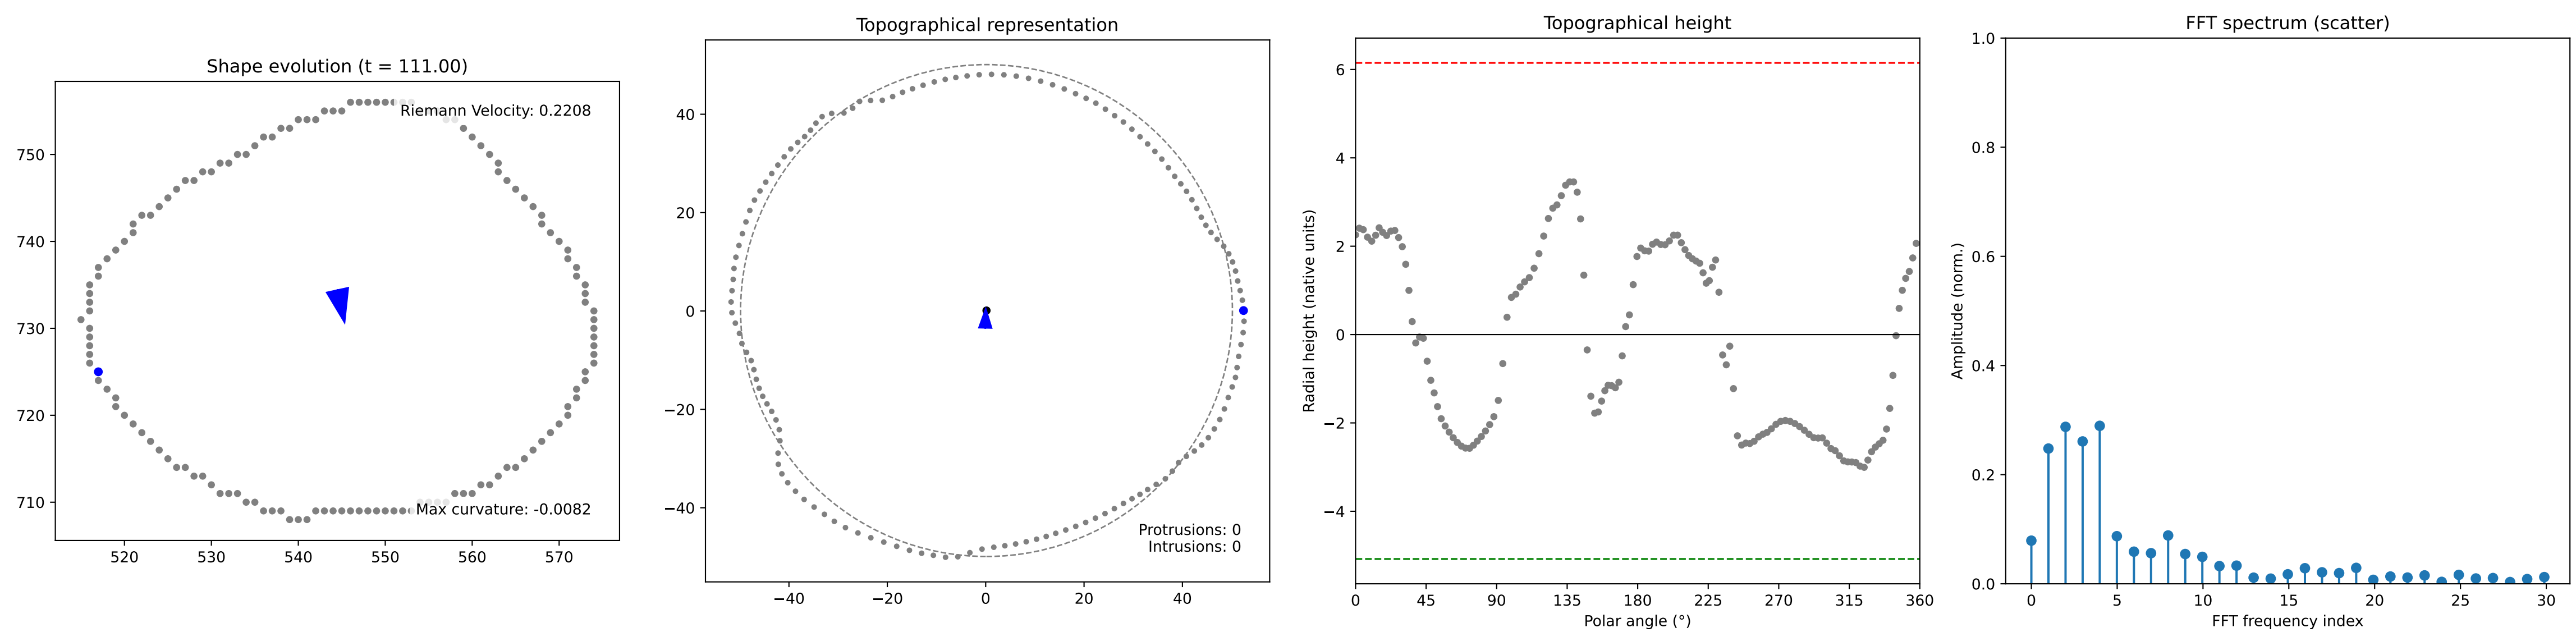 Shape evolution (t = 111.00)
Riemann Velocity: 0.2208
750
740
730
720
710
Max curvature: -0.0082
520 530 540 550 560 570
Topographical representation
40
20
0
−20
−40
Protrusions: 0
Intrusions: 0
−40 −20 0 20 40
Topographical height
Radial height (native units)
6
4
2
0
−2
−4
0 45 90 135 180 225 270 315 360
Polar angle (°)
FFT spectrum (scatter)
Amplitude (norm.)
1.0
0.8
0.6
0.4
0.2
0.0
0 5 10 15 20 25 30
FFT frequency index